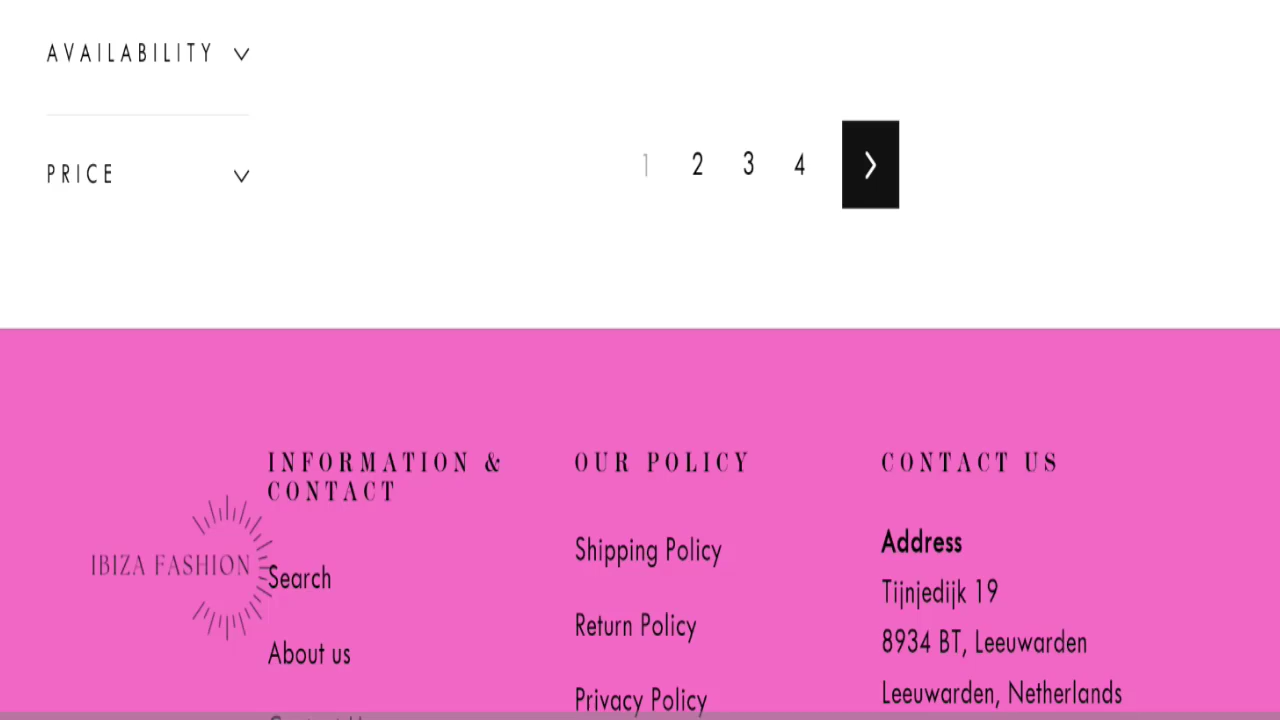 AVAILABILITY
PRICE
1 2 3 4
INFORMATION &
CONTACT
Search
About us
OUR POLICY
Shipping Policy
Return Policy
Privacy Policy
CONTACT US
Address
Tijnjedijk 19
8934 BT, Leeuwarden
Leeuwarden, Netherlands
IBIZA FASHION